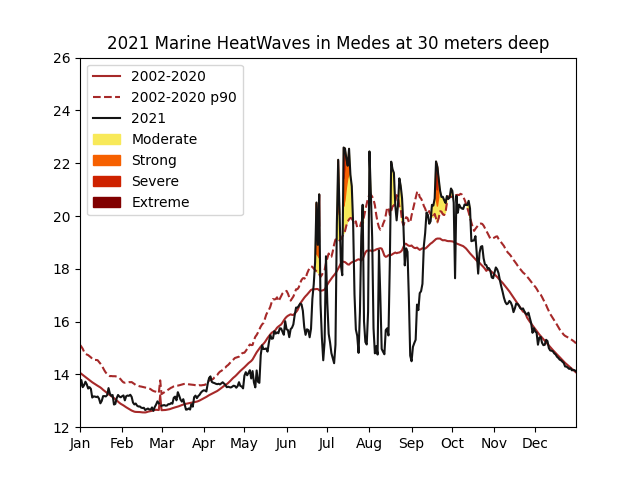 2021 Marine HeatWaves in Medes at 30 meters deep
26
24
22
20
18
16
14
12
2002-2020
2002-2020 p90
2021
Moderate
Strong
Severe
Extreme
Jan Feb Mar Apr May Jun Jul Aug Sep Oct Nov Dec